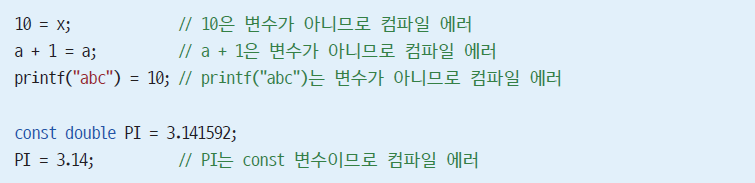 10 = x; // 10은 변수가 아니므로 컴파일 에러
a + 1 = a; // a + 1은 변수가 아니므로 컴파일 에러
printf("abc") = 10; // printf("abc")는 변수가 아니므로 컴파일 에러
const double PI = 3.141592;
PI = 3.14; // PI는 const 변수이므로 컴파일 에러